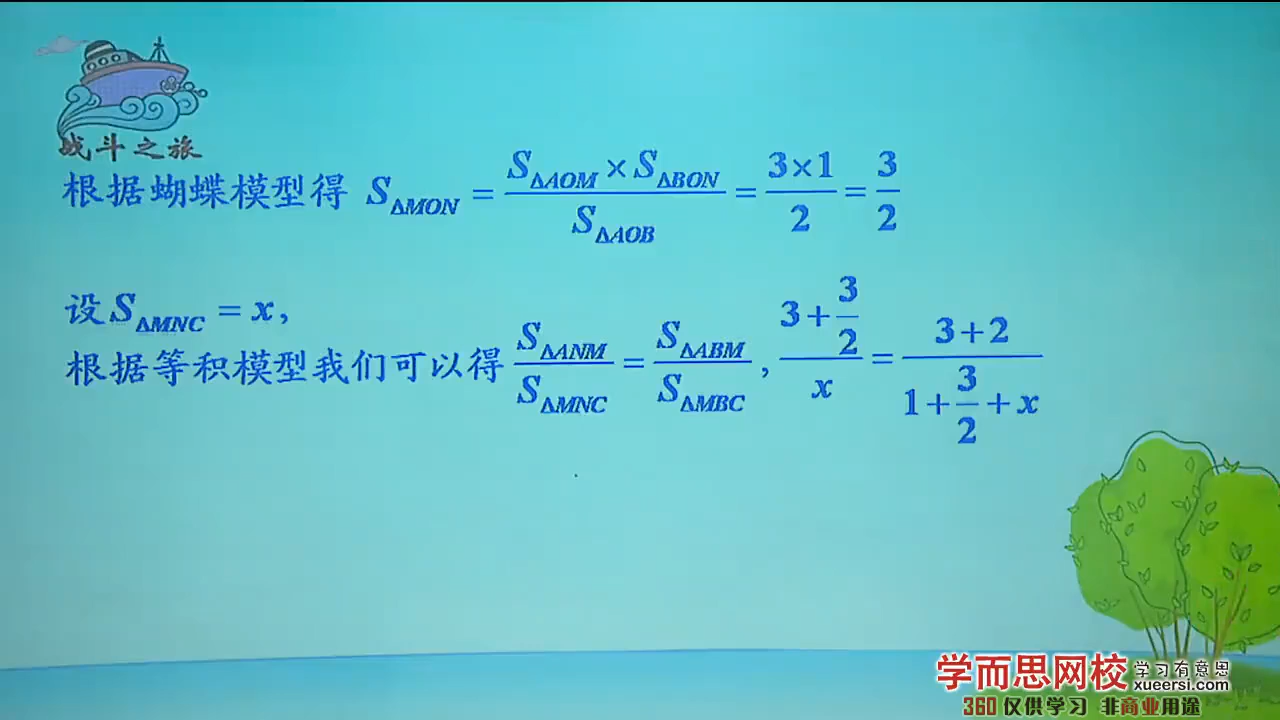 战斗之旅
根据蝴蝶模型得 S△MON = (S△AOM × S△BON) / S△AOB = (3×1) / 2 = 3/2
设 S△MNC = x,
根据等积模型我们可以得 S△ANM / S△MNC = S△ABM / S△MBC , (3 + 3/2) / x = (3+2) / (1 + 3/2 + x)
学而思网校 学习有意思
xueersi.com
360 仅供学习 非商业用途